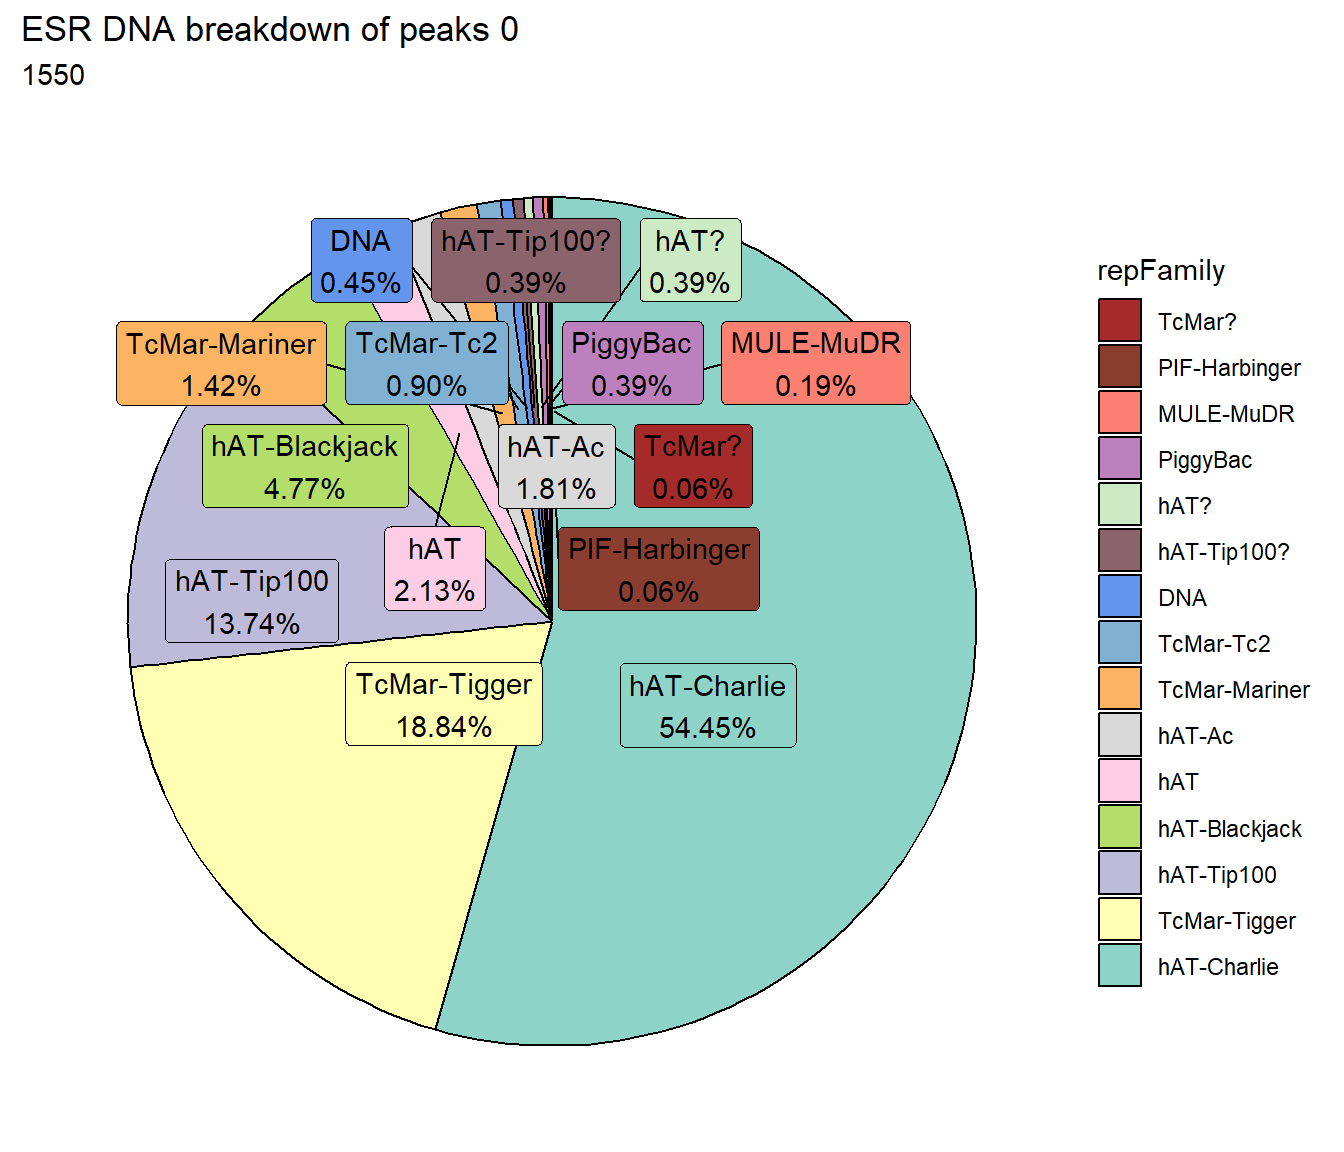 ESR DNA breakdown of peaks 0
1550
DNA
0.45%
hAT-Tip100?
0.39%
hAT?
0.39%
TcMar-Mariner
1.42%
TcMar-Tc2
0.90%
PiggyBac
0.39%
MULE-MuDR
0.19%
hAT-Blackjack
4.77%
hAT-Ac
1.81%
TcMar?
0.06%
hAT
2.13%
PIF-Harbinger
0.06%
hAT-Tip100
13.74%
TcMar-Tigger
18.84%
hAT-Charlie
54.45%
repFamily
TcMar?
PIF-Harbinger
MULE-MuDR
PiggyBac
hAT?
hAT-Tip100?
DNA
TcMar-Tc2
TcMar-Mariner
hAT-Ac
hAT
hAT-Blackjack
hAT-Tip100
TcMar-Tigger
hAT-Charlie